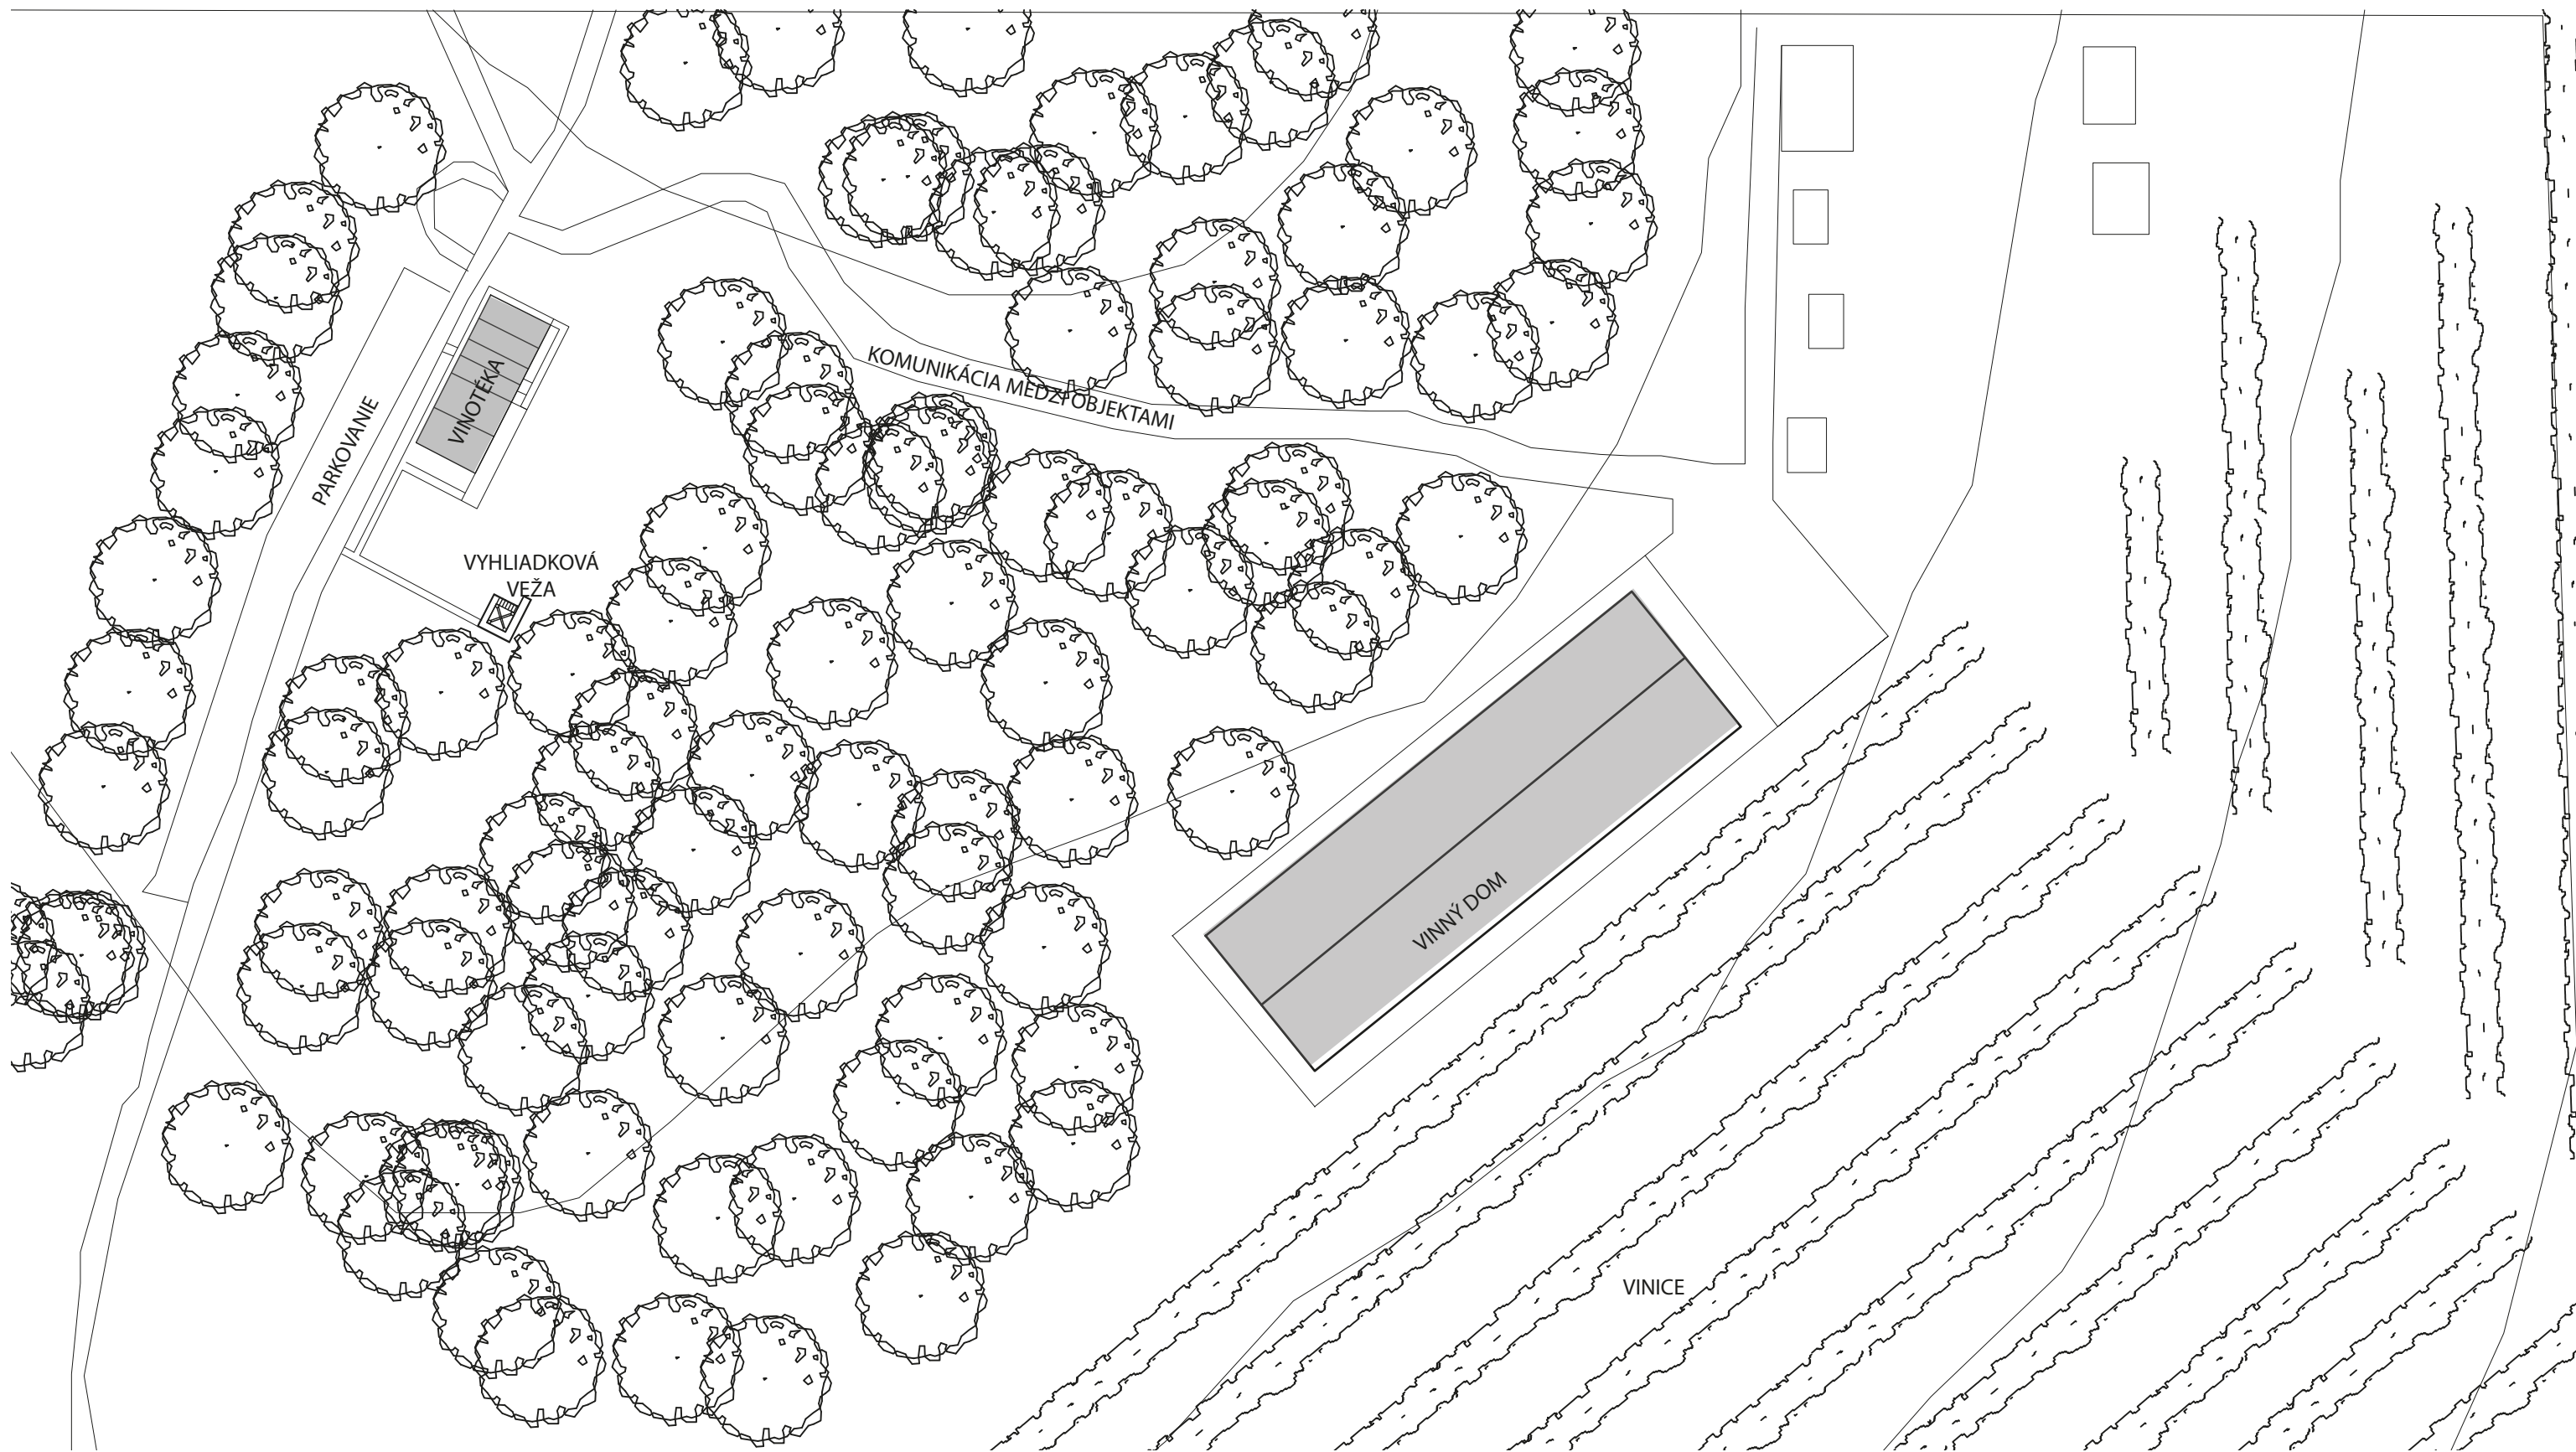 KOMUNIKÁCIA MEDZI OBJEKTAMI
VINOTÉKA
PARKOVANIE
VYHLIADKOVÁ
VEŽA
VINNÝ DOM
VINICE